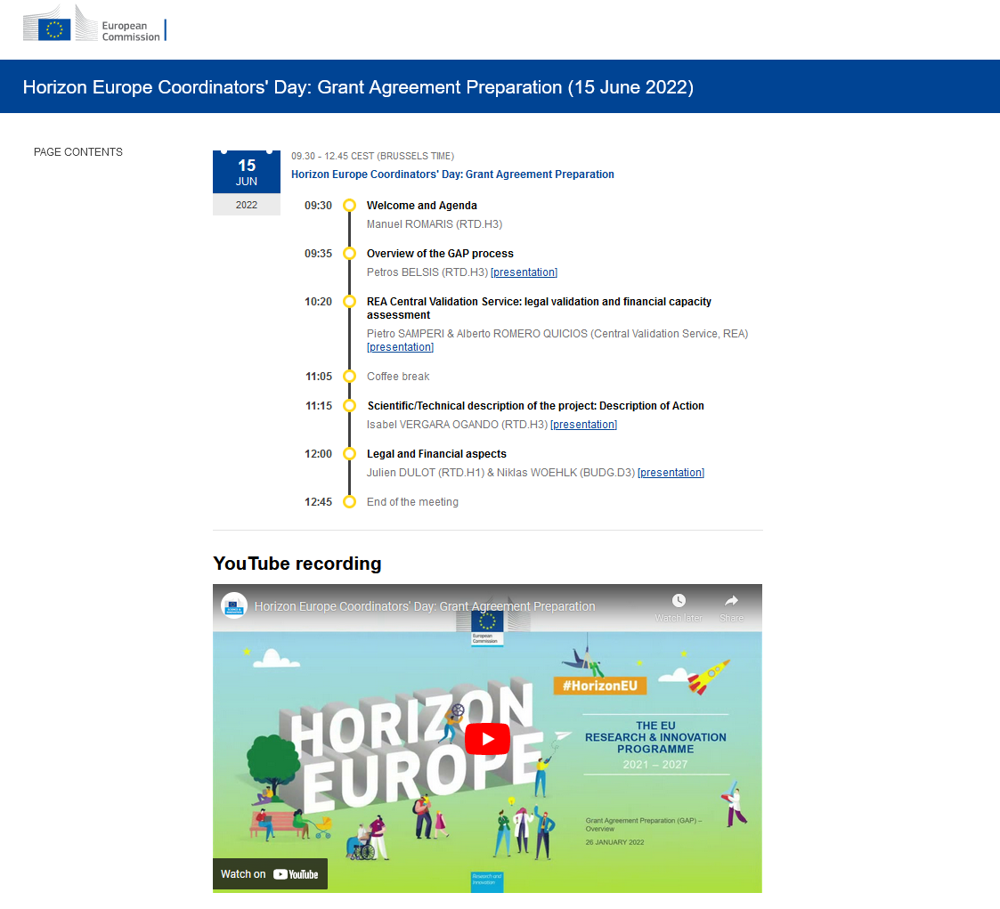 European
Commission
Horizon Europe Coordinators' Day: Grant Agreement Preparation (15 June 2022)
PAGE CONTENTS
15
JUN
2022
09.30 - 12.45 CEST (BRUSSELS TIME)
Horizon Europe Coordinators' Day: Grant Agreement Preparation
09:30 Welcome and Agenda
Manuel ROMARIS (RTD.H3)
09:35 Overview of the GAP process
Petros BELSIS (RTD.H3) [presentation]
10:20 REA Central Validation Service: legal validation and financial capacity
assessment
Pietro SAMPERI & Alberto ROMERO QUICIOS (Central Validation Service, REA)
[presentation]
11:05 Coffee break
11:15 Scientific/Technical description of the project: Description of Action
Isabel VERGARA OGANDO (RTD.H3) [presentation]
12:00 Legal and Financial aspects
Julien DULOT (RTD.H1) & Niklas WOEHLK (BUDG.D3) [presentation]
12:45 End of the meeting
YouTube recording
Horizon Europe Coordinators' Day: Grant Agreement Preparation
Watch later
Share
European
Commission
#HorizonEU
HORIZON
EUROPE
THE EU
RESEARCH & INNOVATION
PROGRAMME
2021 – 2027
Grant Agreement Preparation (GAP) –
Overview
26 JANUARY 2022
Watch on YouTube
Research and
Innovation